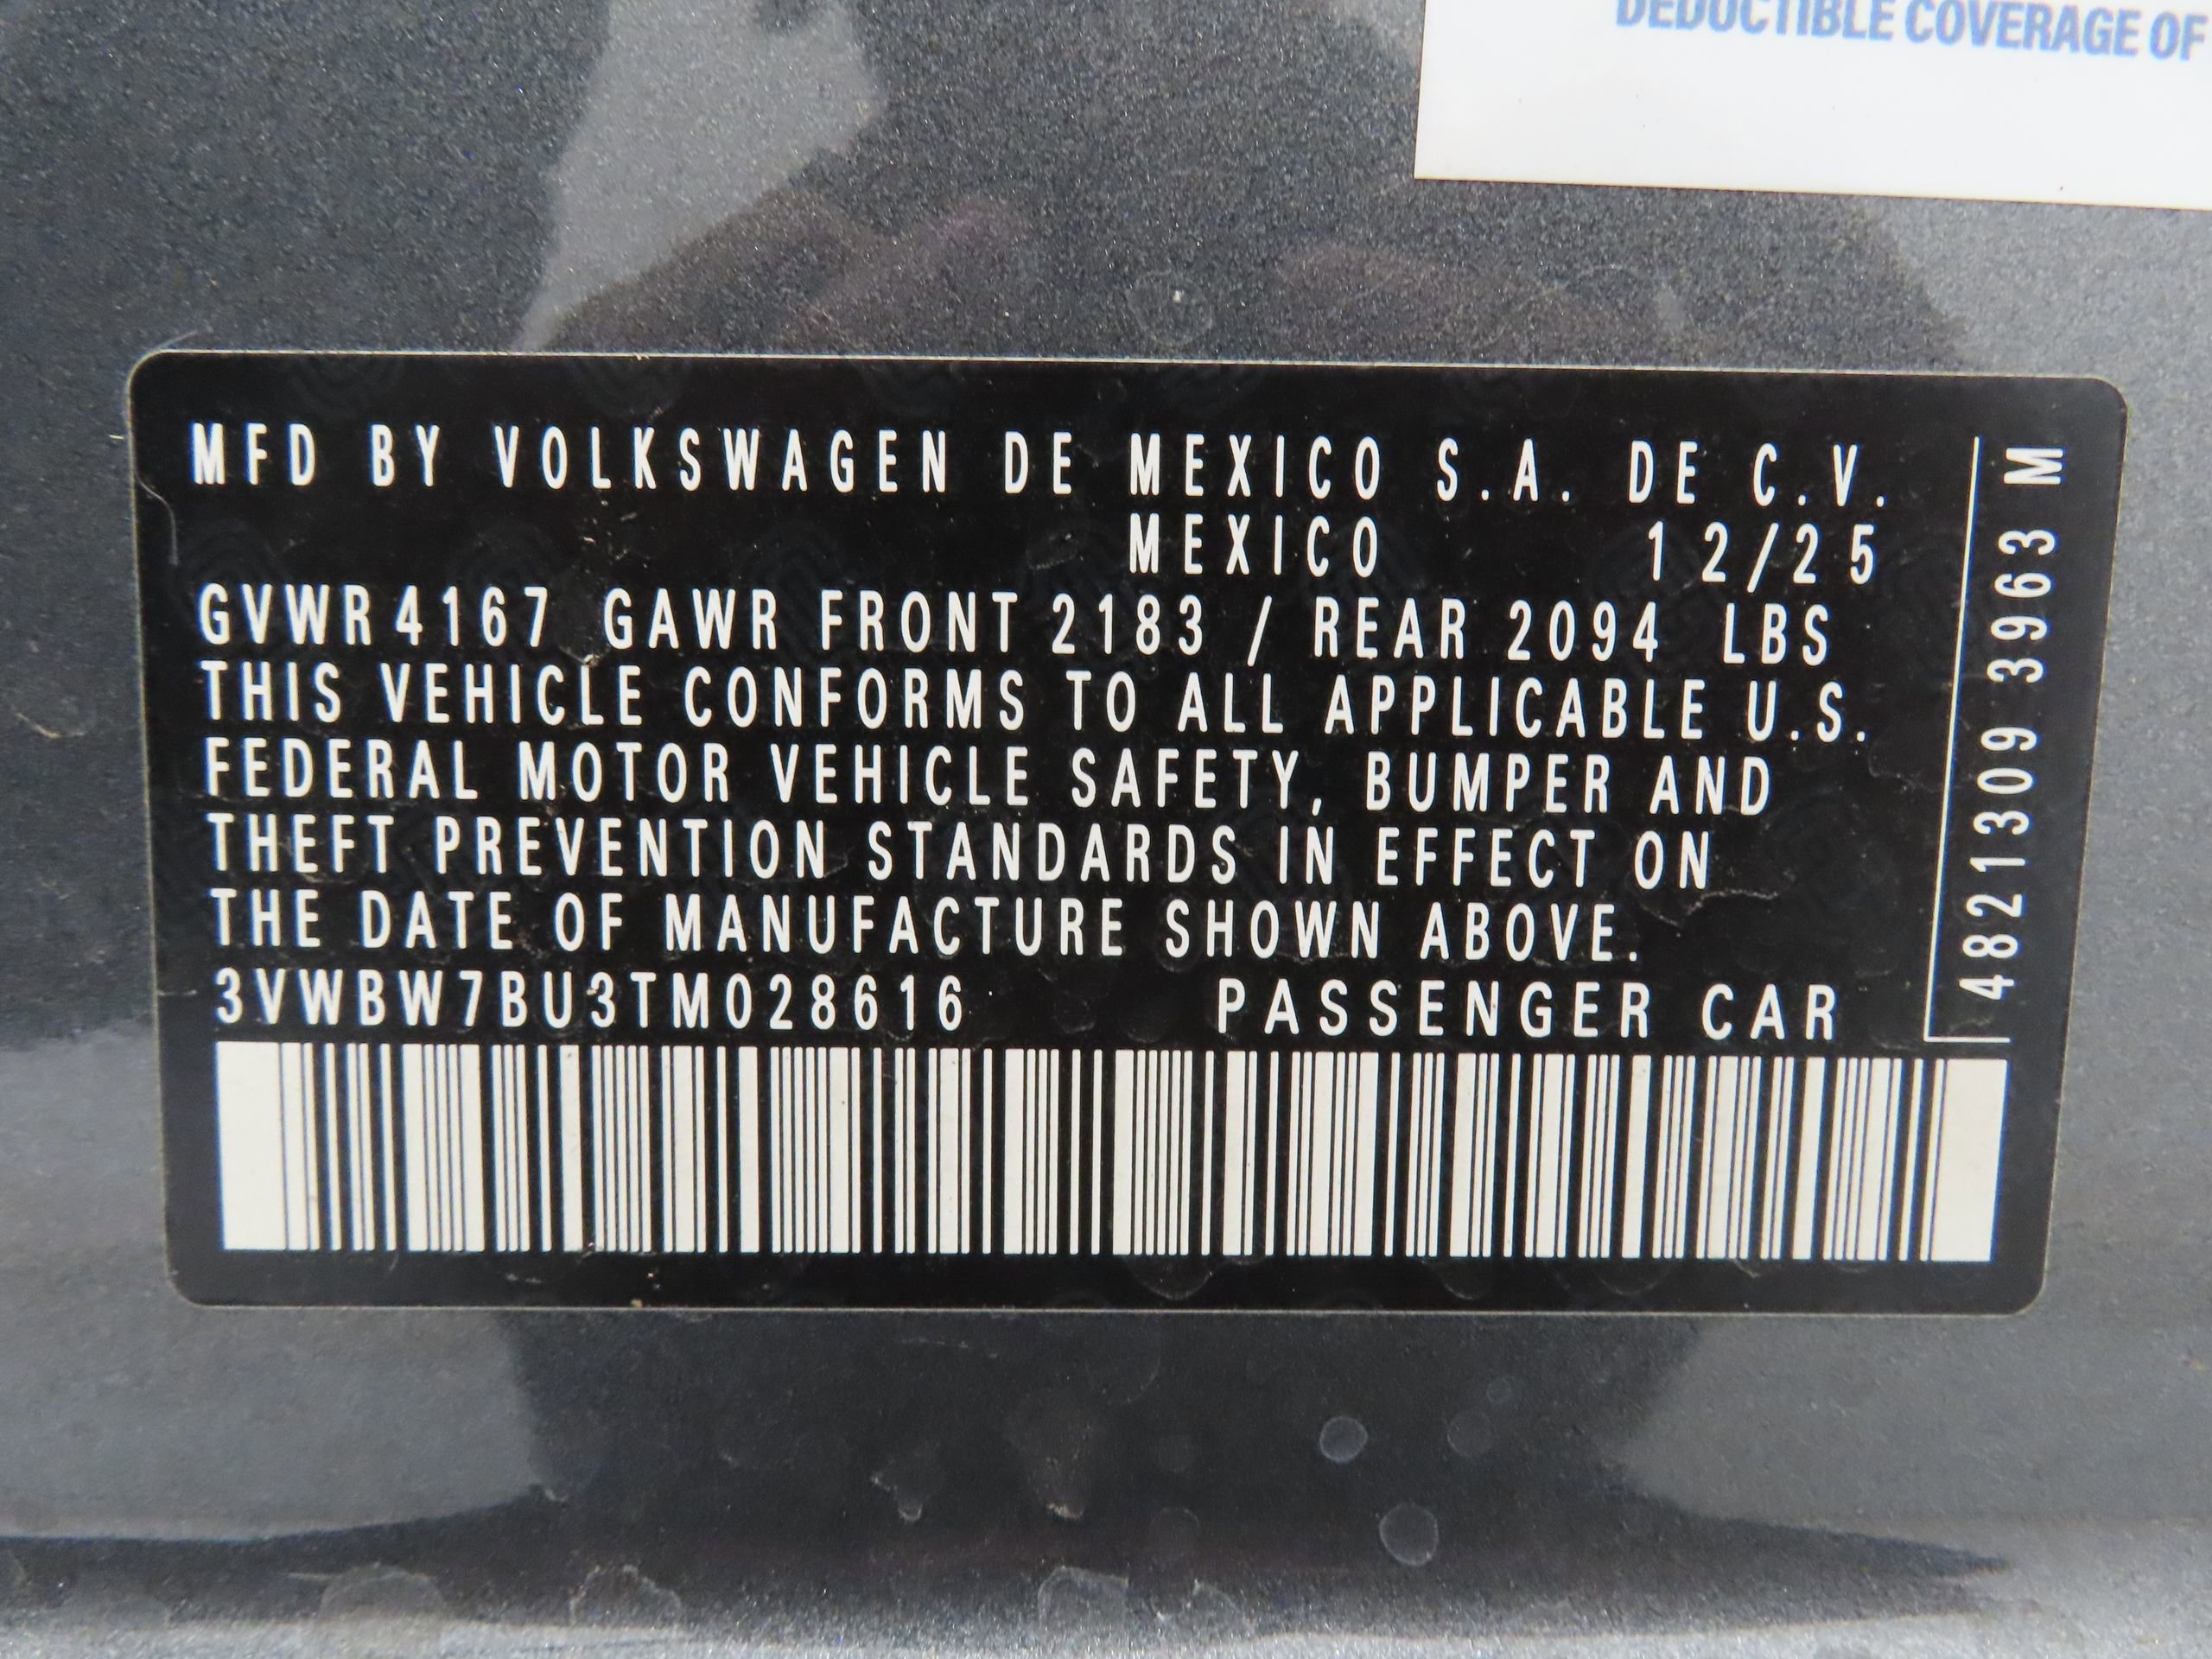 DEDUCTIBLE COVERAGE OF
MFD BY VOLKSWAGEN DE MEXICO S.A. DE C.V.
MEXICO 12/25
GVWR 4167 GAWR FRONT 2183 / REAR 2094 LBS
THIS VEHICLE CONFORMS TO ALL APPLICABLE U.S.
FEDERAL MOTOR VEHICLE SAFETY, BUMPER AND
THEFT PREVENTION STANDARDS IN EFFECT ON
THE DATE OF MANUFACTURE SHOWN ABOVE.
3VWBW7BU3TM028616 PASSENGER CAR
4821309 3963 M